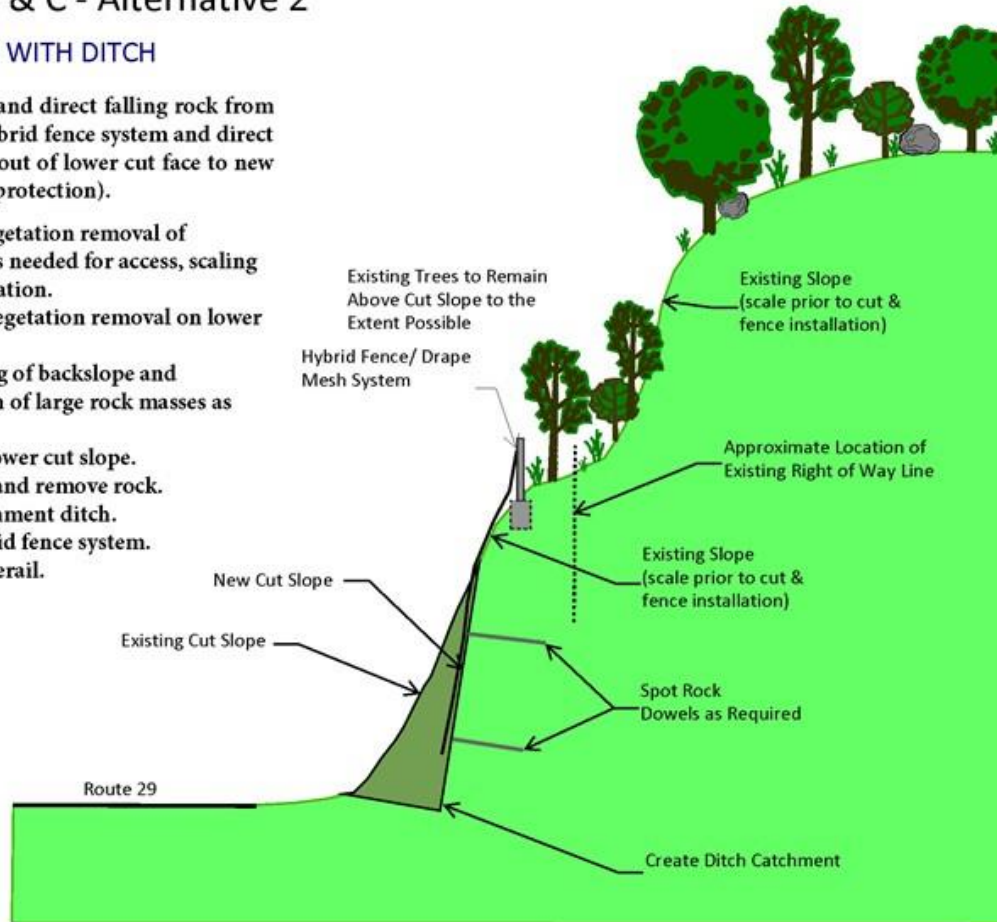 & C - Alternative 2
WITH DITCH
and direct falling rock from
brid fence system and direct
out of lower cut face to new
protection).
getation removal of
s needed for access, scaling
ation.
egetation removal on lower
g of backslope and
n of large rock masses as
ower cut slope.
and remove rock.
nment ditch.
id fence system.
erail.
Existing Trees to Remain
Above Cut Slope to the
Extent Possible
Hybrid Fence/ Drape
Mesh System
Existing Slope
(scale prior to cut &
fence installation)
Approximate Location of
Existing Right of Way Line
Existing Slope
(scale prior to cut &
fence installation)
New Cut Slope
Existing Cut Slope
Spot Rock
Dowels as Required
Route 29
Create Ditch Catchment